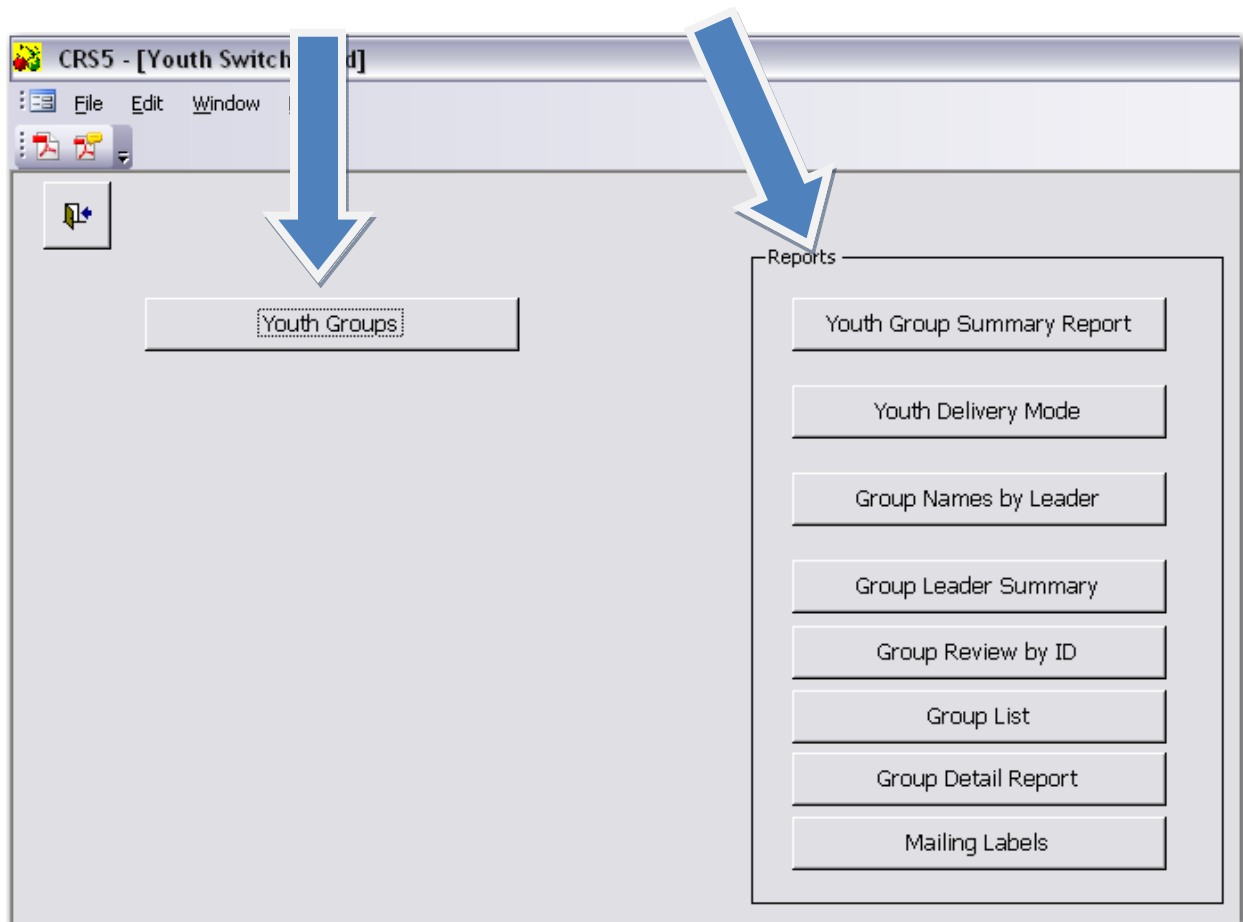 CRS5 - [Youth Switch d]
File Edit Window
Youth Groups
Reports
Youth Group Summary Report
Youth Delivery Mode
Group Names by Leader
Group Leader Summary
Group Review by ID
Group List
Group Detail Report
Mailing Labels